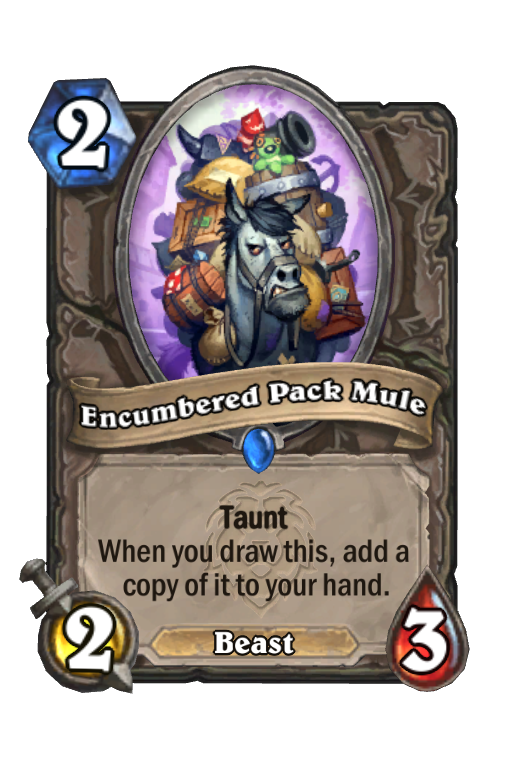 2
Encumbered Pack Mule
Taunt
When you draw this, add a
copy of it to your hand.
2
Beast
3